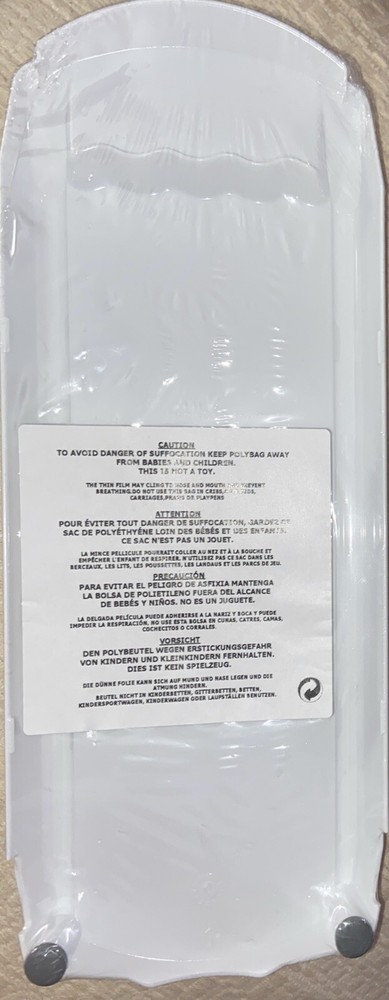 CAUTION
TO AVOID DANGER OF SUFFOCATION KEEP POLYBAG AWAY
FROM BABIES AND CHILDREN.
THIS IS NOT A TOY.
THE THIN FILM MAY CLING TO NOSE AND MOUTH AND PREVENT
BREATHING.DO NOT USE THIS BAG IN CRIBS,
CARRIAGES,PRAMS OR PLAYPENS
ATTENTION
POUR ÉVITER TOUT DANGER DE SUFFOCATION, GARDEZ CE
SAC DE POLYÉTHYÉNE LOIN DES BÉBÉS ET DES ENFANTS.
CE SAC N'EST PAS UN JOUET.
LA MINCE PELLICULE POURRAIT COLLER AU NEZ ET À LA BOUCHE ET
EMPÊCHER L'ENFANT DE RESPIRER. N'UTILISEZ PAS CE SAC DANS LES
BERCEAUX, LES LITS, LES POUSSETTES, LES LANDAUS ET LES PARCS DE JEU.
PRECAUCIÓN
PARA EVITAR EL PELIGRO DE ASFIXIA MANTENGA
LA BOLSA DE POLIETILENO FUERA DEL ALCANCE
DE BEBÉS Y NIÑOS. NO ES UN JUGUETE.
LA DELGADA PELÍCULA PUEDE ADHERIRSE A LA NARIZ Y BOCA Y PUEDE
IMPEDIR LA RESPIRACIÓN. NO USE ESTA BOLSA EN CUNAS, CATRES, CAMAS,
COCHECITOS O CORRALES.
VORSICHT
DEN POLYBEUTEL WEGEN ERSTICKUNGSGEFAHR
VON KINDERN UND KLEINKINDERN FERNHALTEN.
DIES IST KEIN SPIELZEUG.
DIE DÜNNE FOLIE KANN SICH AUF MUND UND NASE LEGEN UND DIE
ATMUNG HINDERN.
BEUTEL NICHT IN KINDERBETTEN, GITTERBETTEN, BETTEN,
KINDERSPORTWAGEN, KINDERWAGEN ODER LAUFSTÄLLEN BENUTZEN.